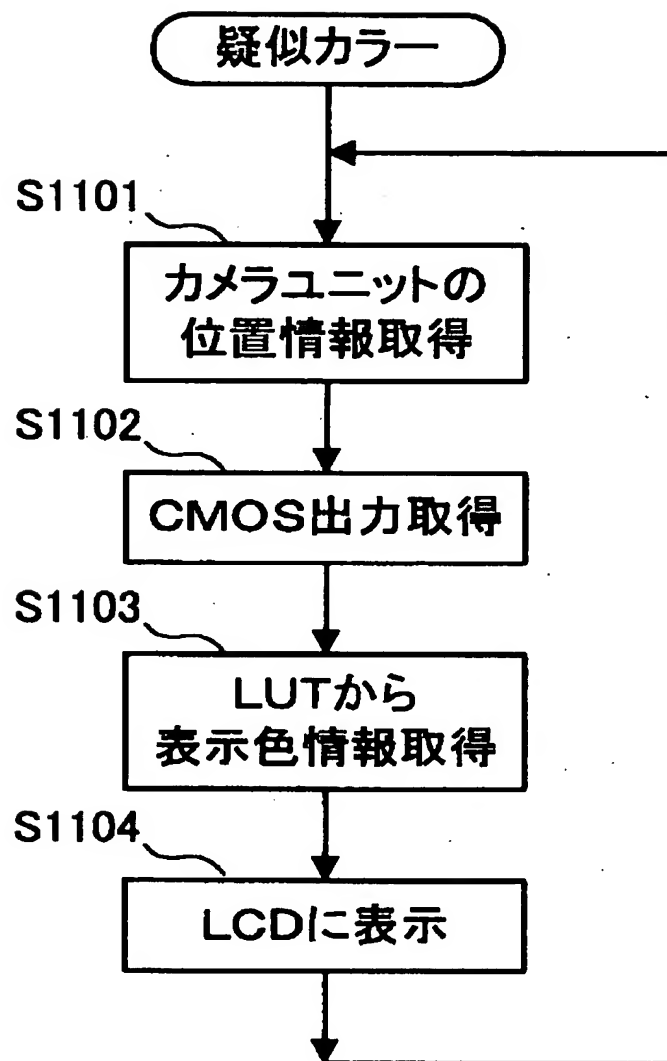 疑似カラー
S1101
カメラユニットの
位置情報取得
S1102
CMOS出力取得
S1103
LUTから
表示色情報取得
S1104
LCDに表示